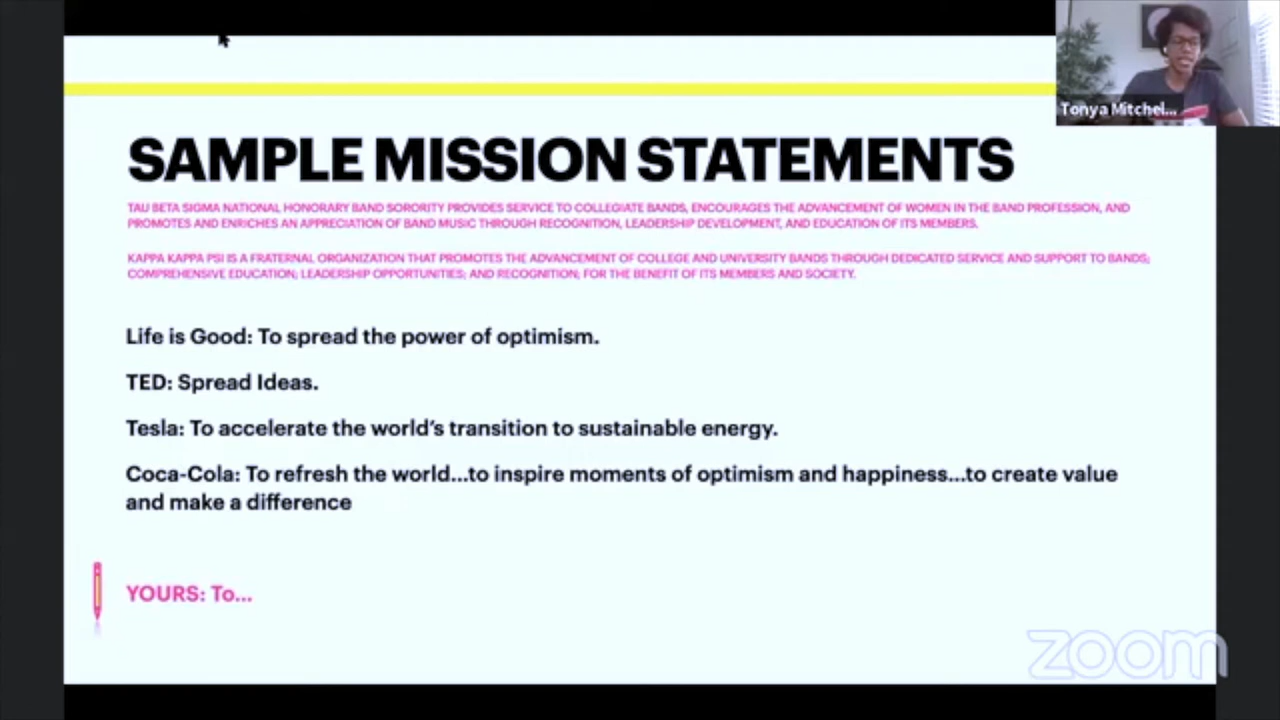 Tonya Mitchel...
SAMPLE MISSION STATEMENTS
TAU BETA SIGMA NATIONAL HONORARY BAND SORORITY PROVIDES SERVICE TO COLLEGIATE BANDS, ENCOURAGES THE ADVANCEMENT OF WOMEN IN THE BAND PROFESSION, AND
PROMOTES AND ENRICHES AN APPRECIATION OF BAND MUSIC THROUGH RECOGNITION, LEADERSHIP DEVELOPMENT, AND EDUCATION OF ITS MEMBERS.
KAPPA KAPPA PSI IS A FRATERNAL ORGANIZATION THAT PROMOTES THE ADVANCEMENT OF COLLEGE AND UNIVERSITY BANDS THROUGH DEDICATED SERVICE AND SUPPORT TO BANDS;
COMPREHENSIVE EDUCATION; LEADERSHIP OPPORTUNITIES; AND RECOGNITION; FOR THE BENEFIT OF ITS MEMBERS AND SOCIETY.
Life is Good: To spread the power of optimism.
TED: Spread Ideas.
Tesla: To accelerate the world's transition to sustainable energy.
Coca-Cola: To refresh the world...to inspire moments of optimism and happiness...to create value
and make a difference
YOURS: To...
zoom